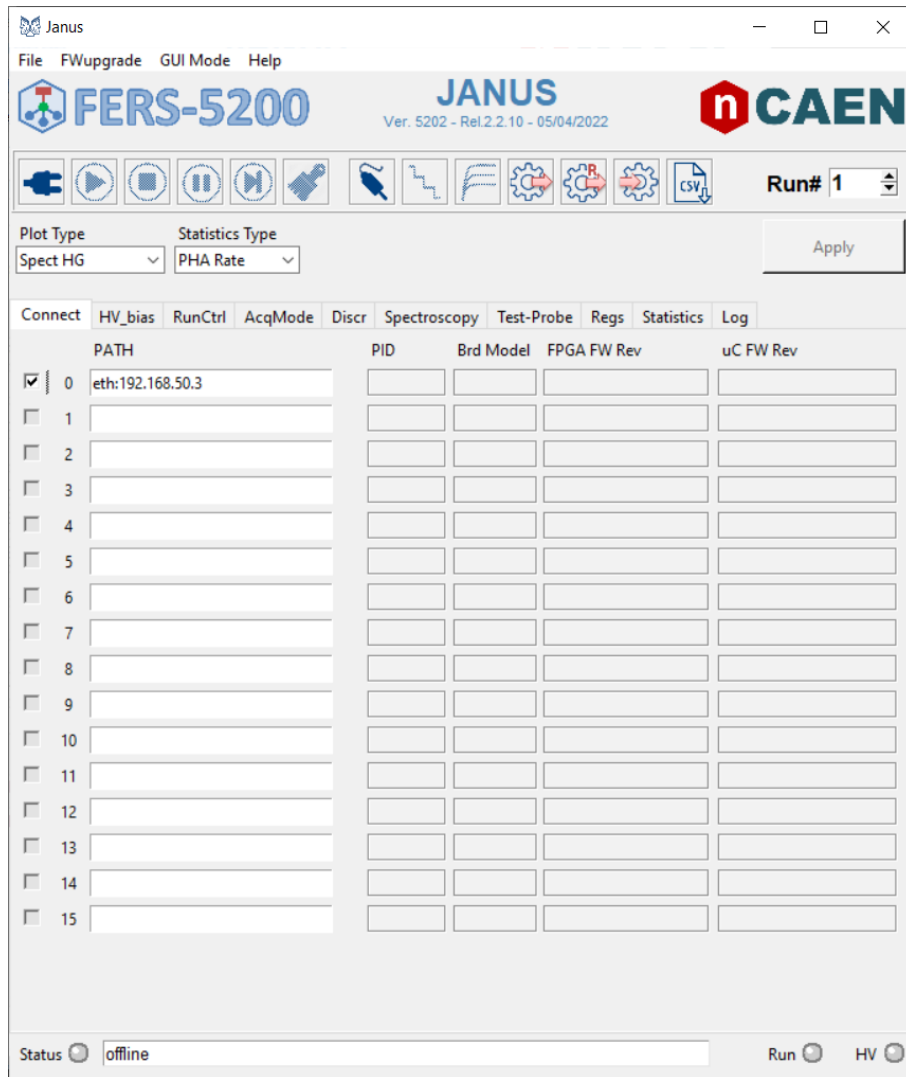 Janus
File FWupgrade GUI Mode Help
FERS-5200
JANUS
Ver. 5202 - Rel.2.2.10 - 05/04/2022
n CAEN
R
CSV
Run# 1
Plot Type
Statistics Type
Spect HG
PHA Rate
Apply
Connect HV_bias RunCtrl AcqMode Discr Spectroscopy Test-Probe Regs Statistics Log
PATH PID Brd Model FPGA FW Rev uC FW Rev
0 eth:192.168.50.3
1
2
3
4
5
6
7
8
9
10
11
12
13
14
15
Status offline Run HV